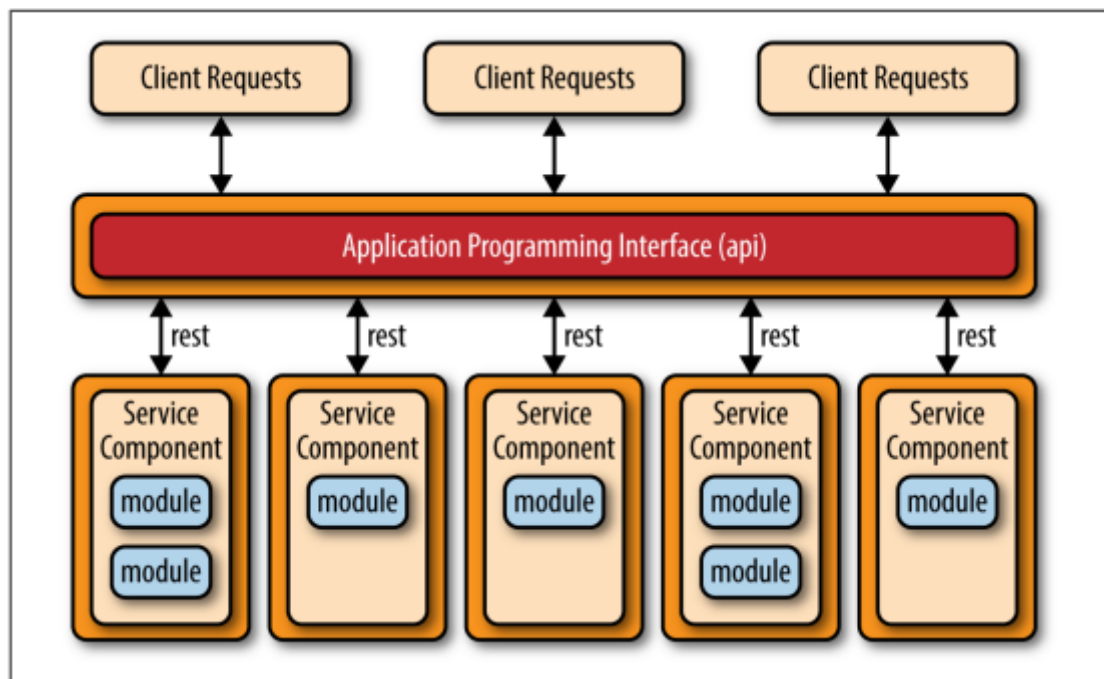 Client Requests
Client Requests
Client Requests
Application Programming Interface (api)
rest
rest
rest
rest
rest
Service
Component
module
module
Service
Component
module
Service
Component
module
Service
Component
module
module
Service
Component
module